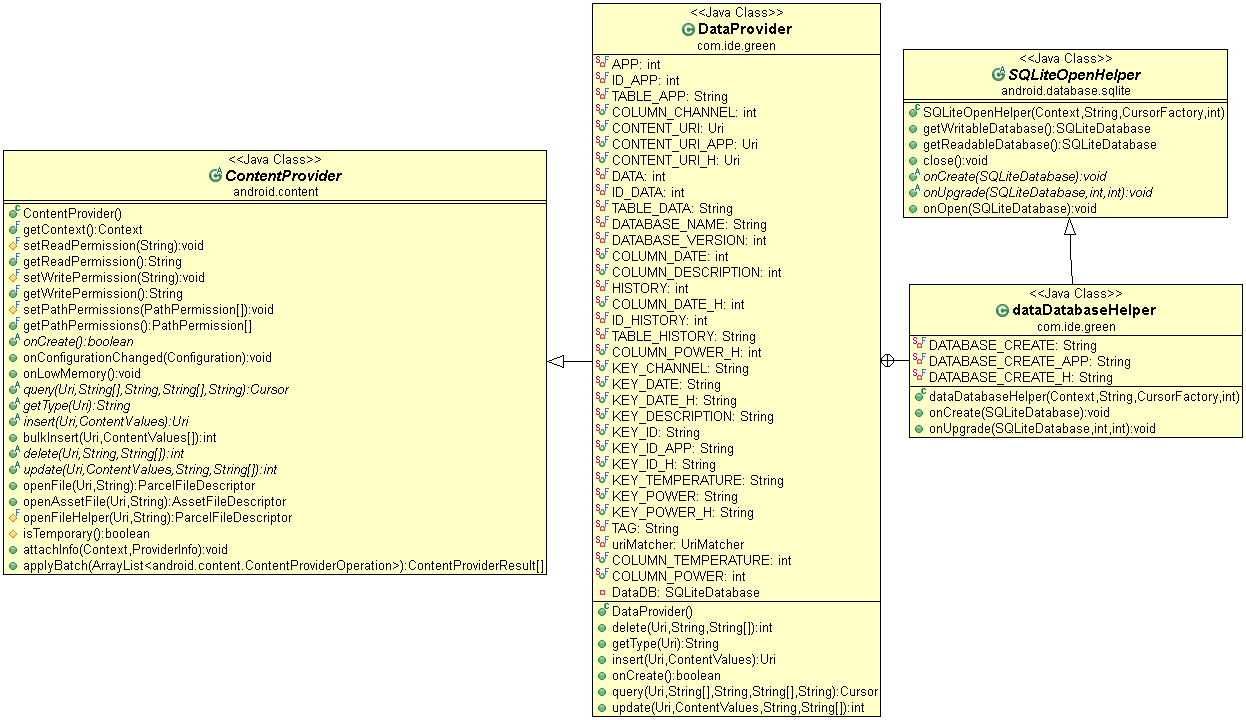 <<Java Class>>
ContentProvider
android.content
ContentProvider()
getContext():Context
setReadPermission(String):void
getReadPermission():String
setWritePermission(String):void
getWritePermission():String
setPathPermissions(PathPermission[]):void
getPathPermissions():PathPermission[]
onCreate():boolean
onConfigurationChanged(Configuration):void
onLowMemory():void
query(Uri,String[],String,String[],String):Cursor
getType(Uri):String
insert(Uri,ContentValues):Uri
bulkInsert(Uri,ContentValues[]):int
delete(Uri,String,String[]):int
update(Uri,ContentValues,String,String[]):int
openFile(Uri,String):ParcelFileDescriptor
openAssetFile(Uri,String):AssetFileDescriptor
openFileHelper(Uri,String):ParcelFileDescriptor
isTemporary():boolean
attachInfo(Context,ProviderInfo):void
applyBatch(ArrayList<android.content.ContentProviderOperation>):ContentProviderResult[]
<<Java Class>>
DataProvider
com.ide.green
APP: int
ID_APP: int
TABLE_APP: String
COLUMN_CHANNEL: int
CONTENT_URI: Uri
CONTENT_URI_APP: Uri
CONTENT_URI_H: Uri
DATA: int
ID_DATA: int
TABLE_DATA: String
DATABASE_NAME: String
DATABASE_VERSION: int
COLUMN_DATE: int
COLUMN_DESCRIPTION: int
HISTORY: int
COLUMN_DATE_H: int
ID_HISTORY: int
TABLE_HISTORY: String
COLUMN_POWER_H: int
KEY_CHANNEL: String
KEY_DATE: String
KEY_DATE_H: String
KEY_DESCRIPTION: String
KEY_ID: String
KEY_ID_APP: String
KEY_ID_H: String
KEY_TEMPERATURE: String
KEY_POWER: String
KEY_POWER_H: String
TAG: String
uriMatcher: UriMatcher
COLUMN_TEMPERATURE: int
COLUMN_POWER: int
DataDB: SQLiteDatabase
DataProvider()
delete(Uri,String,String[]):int
getType(Uri):String
insert(Uri,ContentValues):Uri
onCreate():boolean
query(Uri,String[],String,String[],String):Cursor
update(Uri,ContentValues,String,String[]):int
<<Java Class>>
SQLiteOpenHelper
android.database.sqlite
SQLiteOpenHelper(Context,String,CursorFactory,int)
getWritableDatabase():SQLiteDatabase
getReadableDatabase():SQLiteDatabase
close():void
onCreate(SQLiteDatabase):void
onUpgrade(SQLiteDatabase,int,int):void
onOpen(SQLiteDatabase):void
<<Java Class>>
dataDatabaseHelper
com.ide.green
DATABASE_CREATE: String
DATABASE_CREATE_APP: String
DATABASE_CREATE_H: String
dataDatabaseHelper(Context,String,CursorFactory,int)
onCreate(SQLiteDatabase):void
onUpgrade(SQLiteDatabase,int,int):void